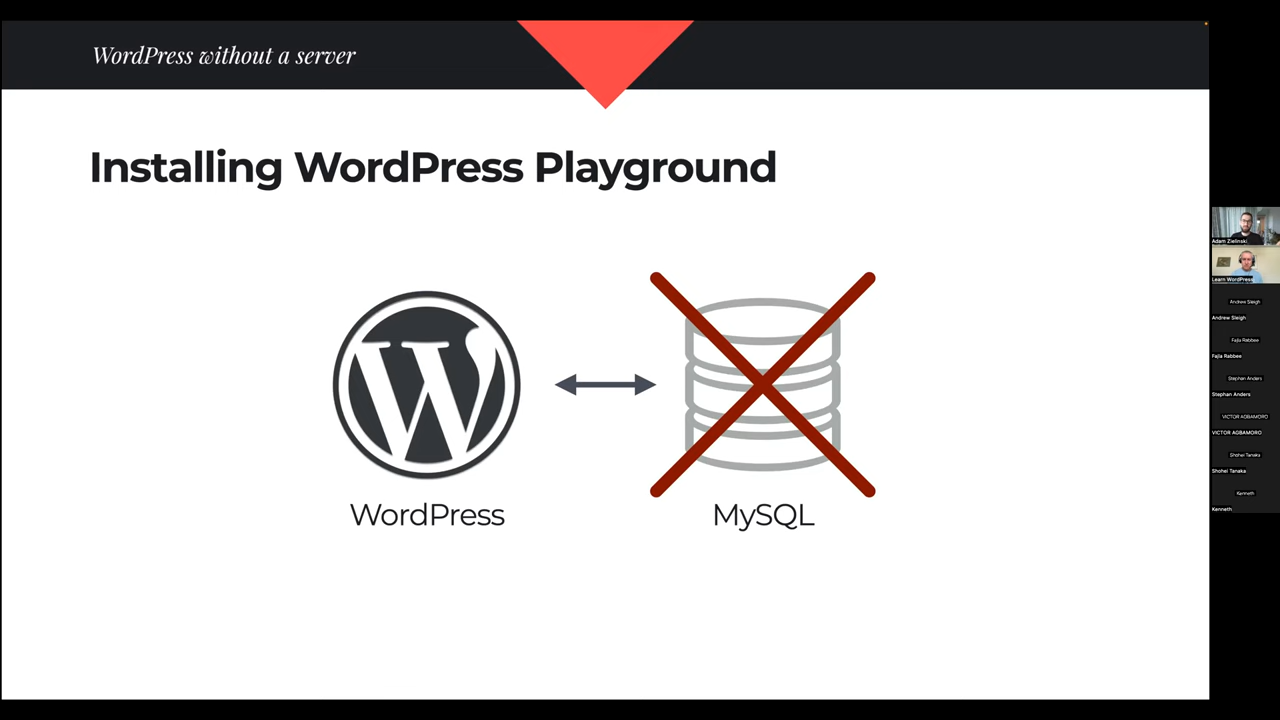 WordPress without a server
Installing WordPress Playground
WordPress
MySQL
Adam Zielinski
Learn WordPress
Andrew Sleigh
Andrew Sleigh
Fajla Rabbee
Fajla Rabbee
Stephan Anders
Stephan Anders
VICTOR AGBAMORO
VICTOR AGBAMORO
Shohei Tanaka
Shohei Tanaka
Kenneth
Kenneth